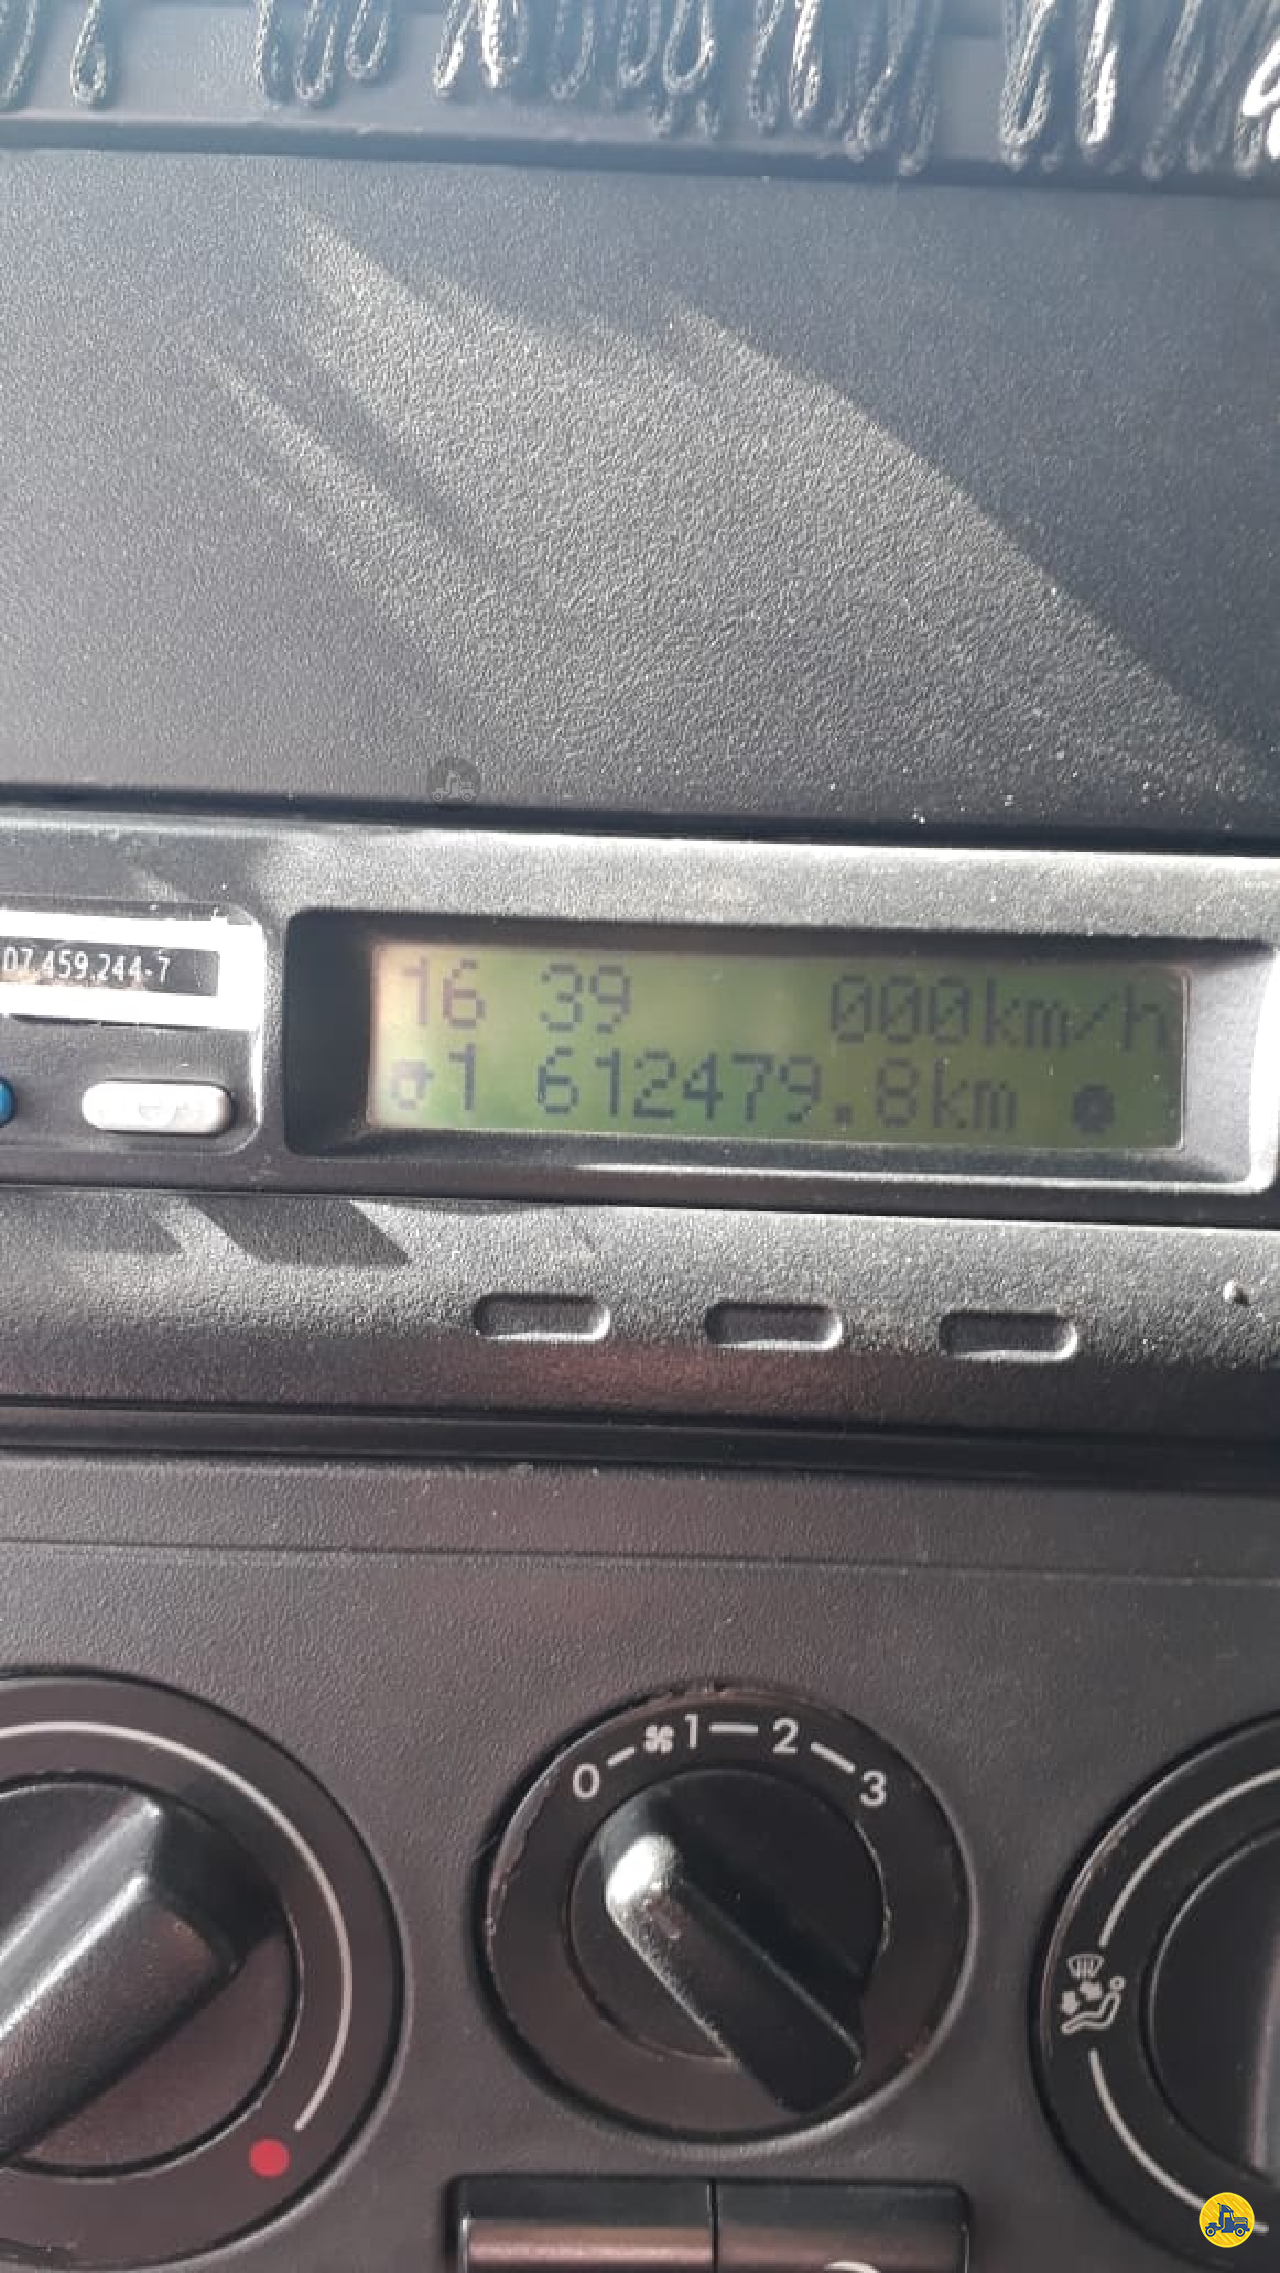 07.459.244-7
16 39 000km/h
1 612479.8km
0 1 2 3